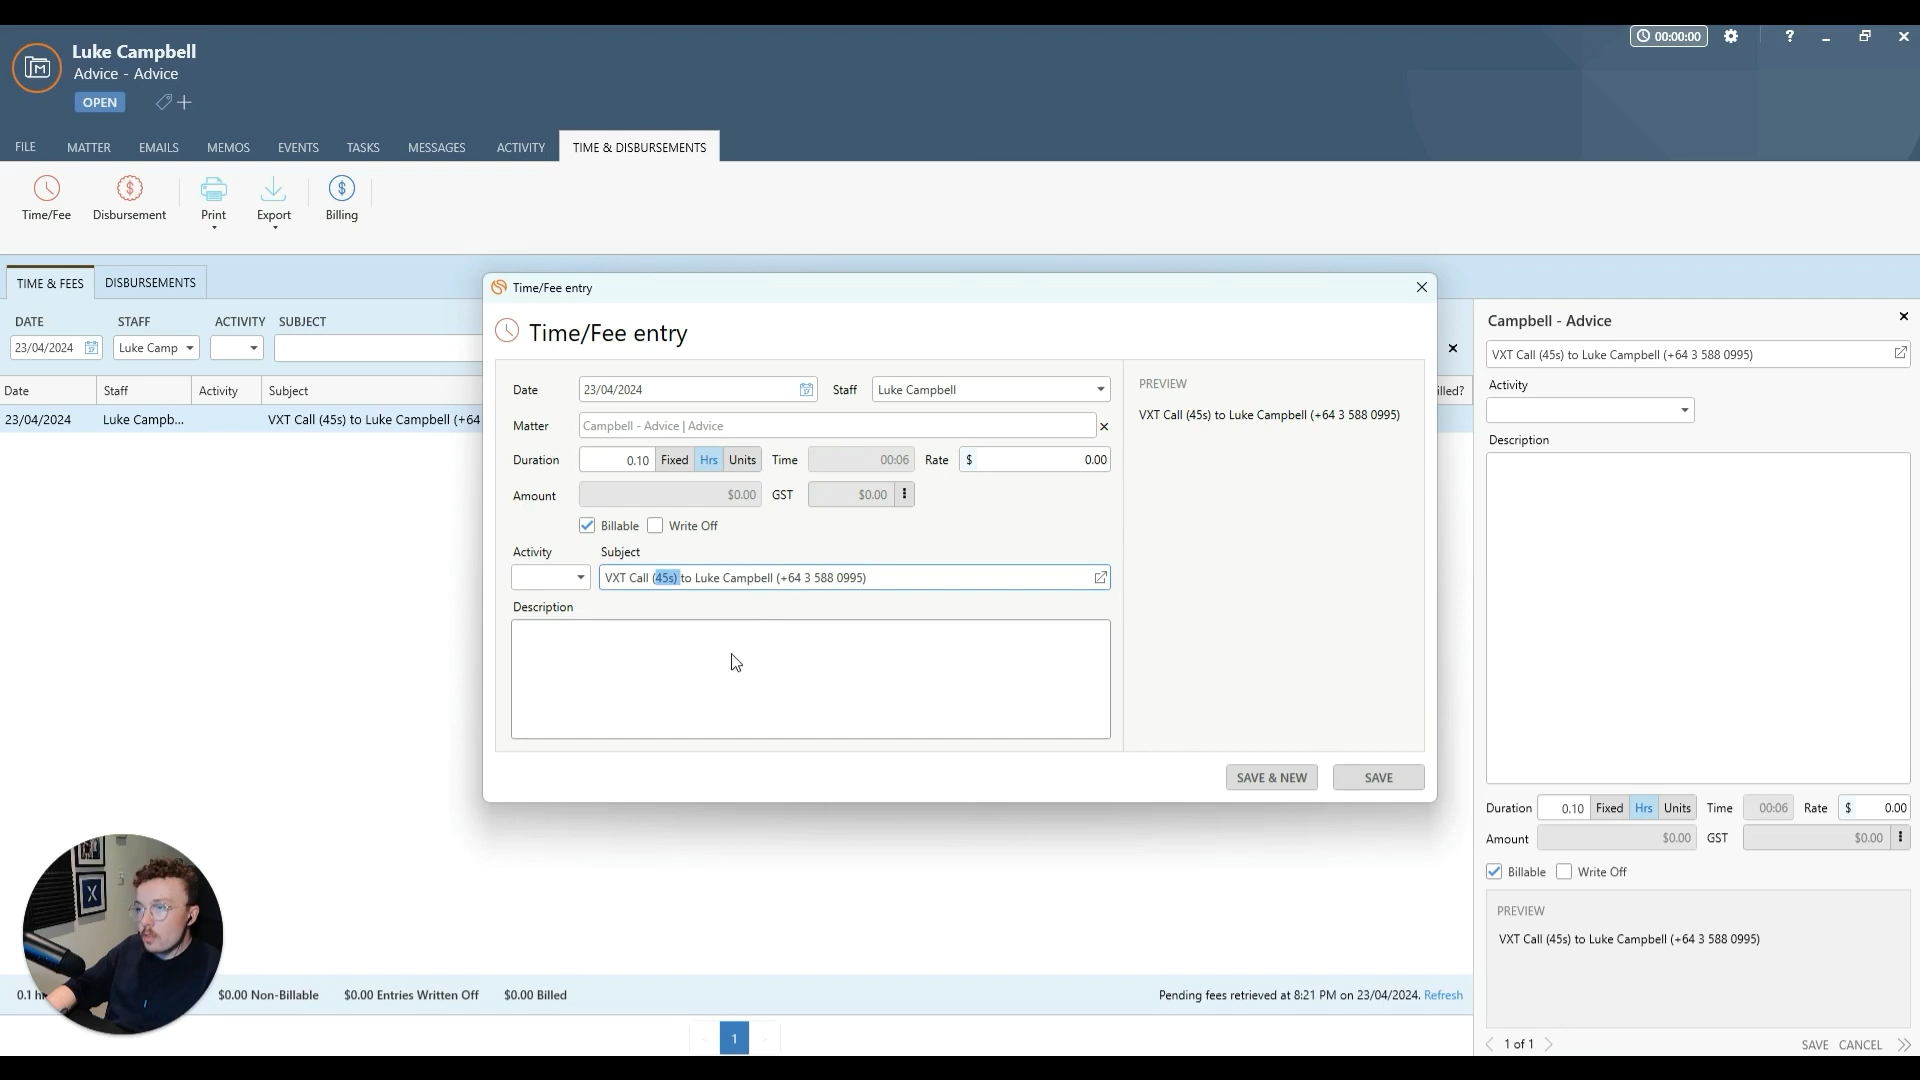 Luke Campbell
Advice - Advice
OPEN
00:00:00
?
FILE MATTER EMAILS MEMOS EVENTS TASKS MESSAGES ACTIVITY TIME & DISBURSEMENTS
Time/Fee Disbursement Print Export Billing
TIME & FEES DISBURSEMENTS
DATE STAFF ACTIVITY SUBJECT
23/04/2024 Luke Camp
Date Staff Activity Subject
23/04/2024 Luke Campb... VXT Call (45s) to Luke Campbell (+64
Time/Fee entry
Time/Fee entry
Date 23/04/2024 Staff Luke Campbell
Matter Campbell - Advice | Advice
Duration 0.10 Fixed Hrs Units Time 00:06 Rate $ 0.00
Amount $0.00 GST $0.00
Billable Write Off
Activity Subject
VXT Call (45s) to Luke Campbell (+64 3 588 0995)
Description
PREVIEW
VXT Call (45s) to Luke Campbell (+64 3 588 0995)
SAVE & NEW SAVE
illed?
Campbell - Advice
VXT Call (45s) to Luke Campbell (+64 3 588 0995)
Activity
Description
Duration 0.10 Fixed Hrs Units Time 00:06 Rate $ 0.00
Amount $0.00 GST $0.00
Billable Write Off
PREVIEW
VXT Call (45s) to Luke Campbell (+64 3 588 0995)
0.1 h $0.00 Non-Billable $0.00 Entries Written Off $0.00 Billed
Pending fees retrieved at 8:21 PM on 23/04/2024. Refresh
< 1 >
1 of 1 SAVE CANCEL